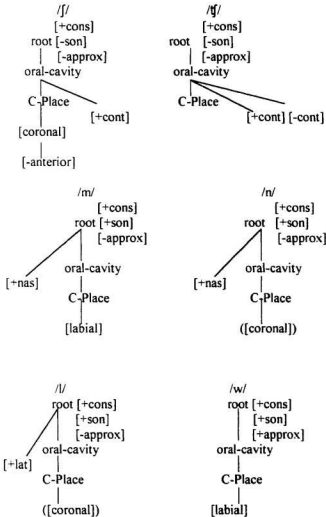 /ʃ/
[+cons]
root [-son]
[-approx]
oral-cavity
C-Place
[+cont]
[coronal]
[-anterior]
/ʧ/
[+cons]
root [-son]
[-approx]
oral-cavity
C-Place
[+cont] [-cont]
/m/
[+cons]
root [+son]
[-approx]
oral-cavity
[+nas]
C-Place
[labial]
/n/
[+cons]
root [+son]
[-approx]
oral-cavity
[+nas]
C-Place
([coronal])
/l/
root [+cons]
[+son]
[-approx]
oral-cavity
[+lat]
C-Place
([coronal])
/w/
root [+cons]
[+son]
[+approx]
oral-cavity
C-Place
[labial]